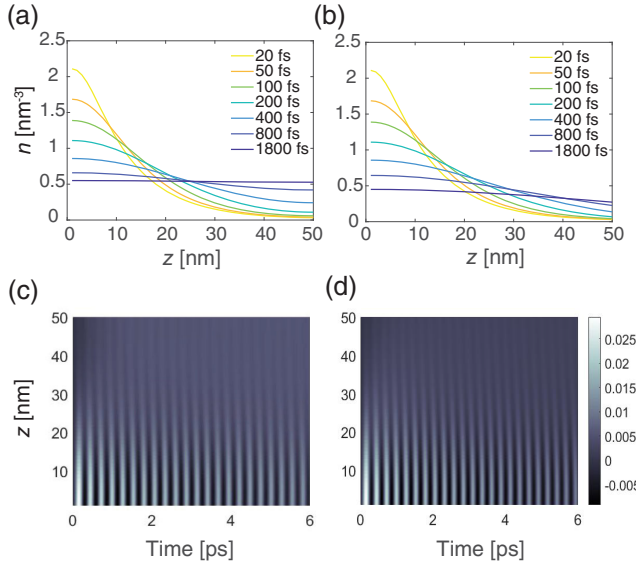 (a)
(b)
2.5
2
1.5
1
0.5
0
n [nm⁻³]
20 fs
50 fs
100 fs
200 fs
400 fs
800 fs
1800 fs
0 10 20 30 40 50
z [nm]
2.5
2
1.5
1
0.5
0
20 fs
50 fs
100 fs
200 fs
400 fs
800 fs
1800 fs
0 10 20 30 40 50
z [nm]
(c)
(d)
50
40
30
20
10
z [nm]
0 2 4 6
Time [ps]
50
40
30
20
10
0 2 4 6
Time [ps]
0.025
0.02
0.015
0.01
0.005
0
-0.005